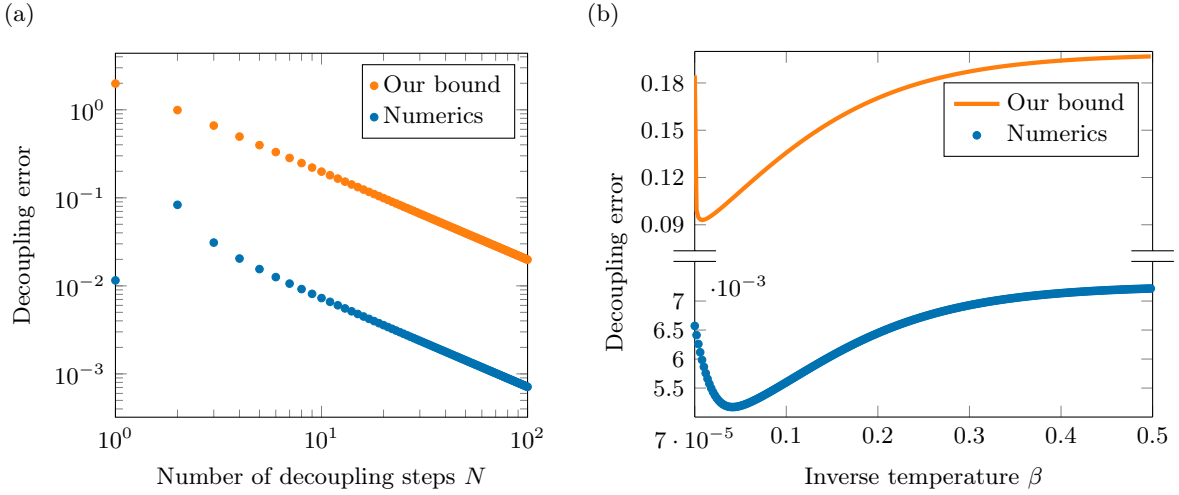 (a)
10^0
10^{-1}
10^{-2}
10^{-3}
Decoupling error
10^0
10^1
10^2
Number of decoupling steps N
Our bound
Numerics
(b)
0.18
0.15
0.12
0.09
Decoupling error
·10^{-3}
7
6.5
6
5.5
7 · 10^{-5}
0.1
0.2
0.3
0.4
0.5
Inverse temperature β
Our bound
Numerics